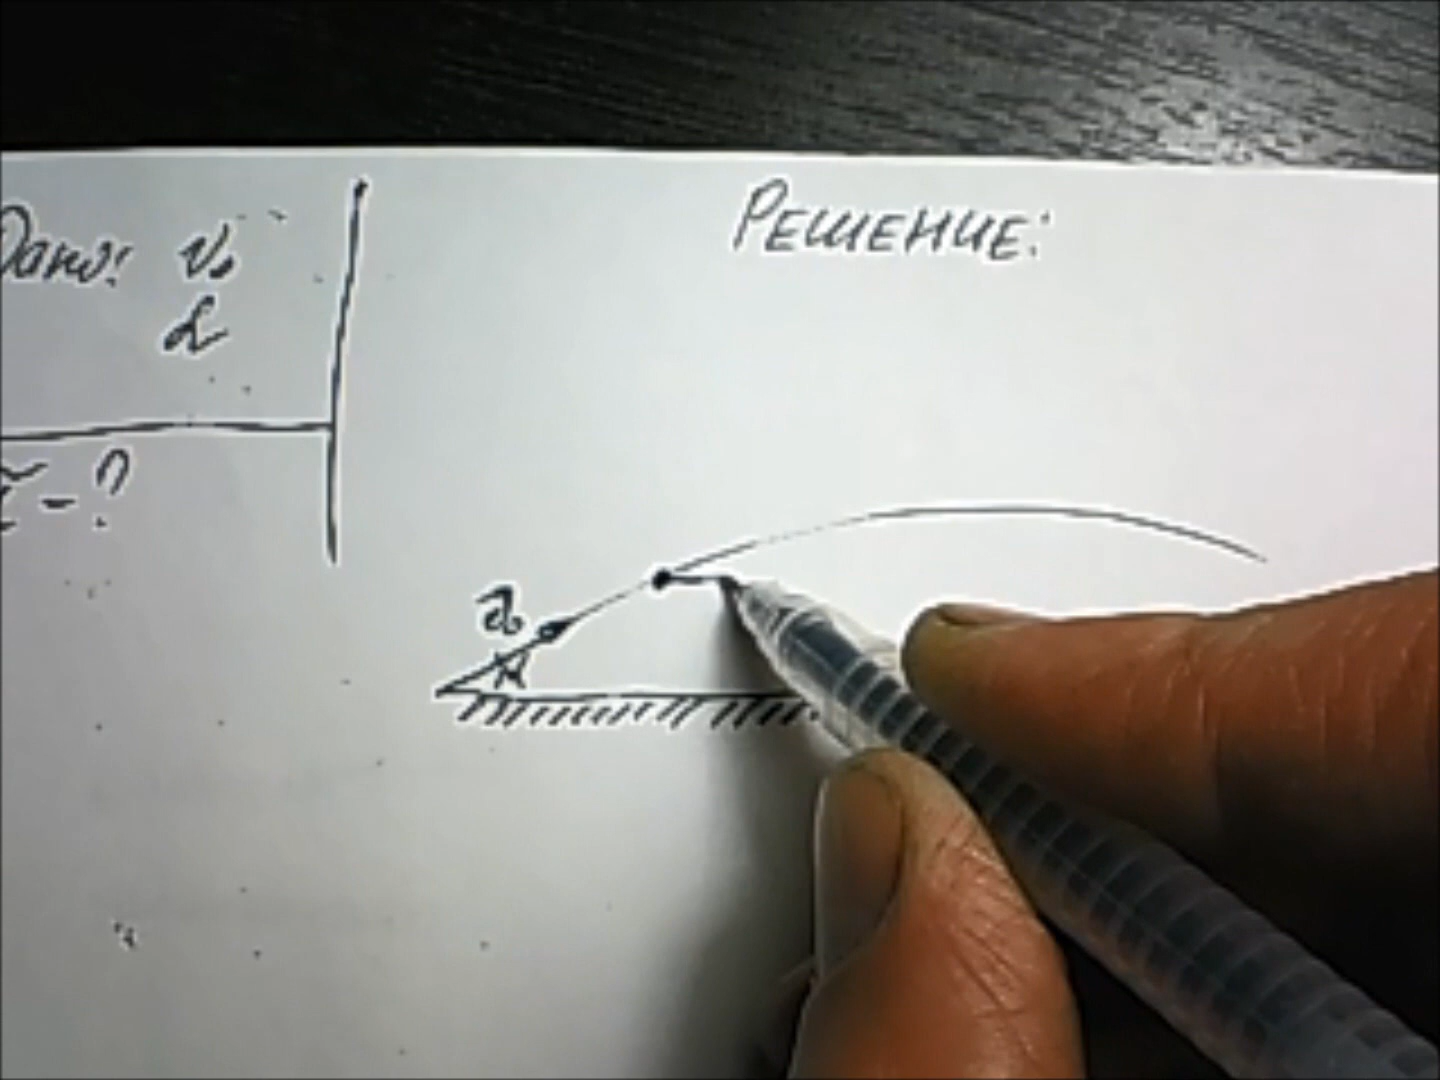 Дано: v₀
α
– ?
РЕШЕНИЕ:
v₀
α